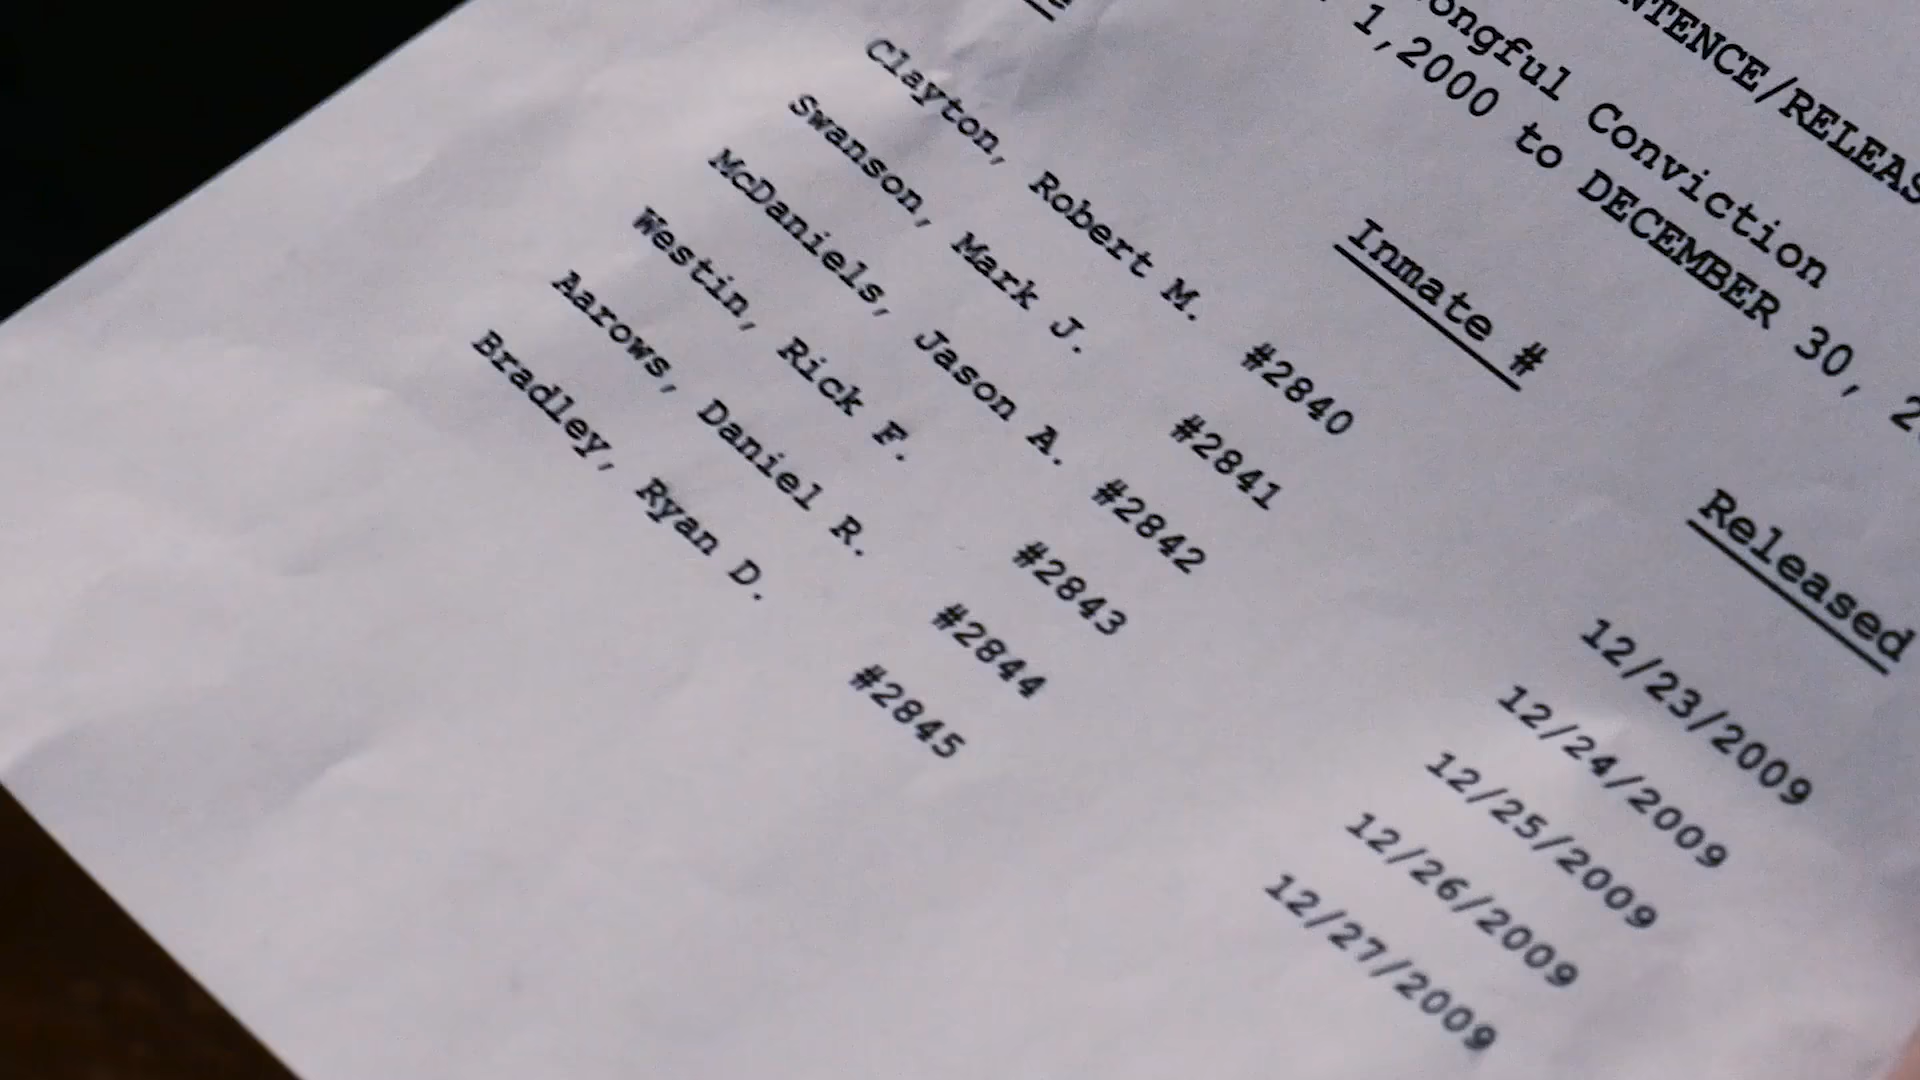 NTENCE/RELEAS
ongful Conviction
1,2000 to DECEMBER 30, 2
e Inmate # Released
Clayton, Robert M. #2840 12/23/2009
Swanson, Mark J. #2841 12/24/2009
McDaniels, Jason A. #2842 12/25/2009
Westin, Rick F. #2843 12/26/2009
Aarows, Daniel R. #2844 12/27/2009
Bradley, Ryan D. #2845